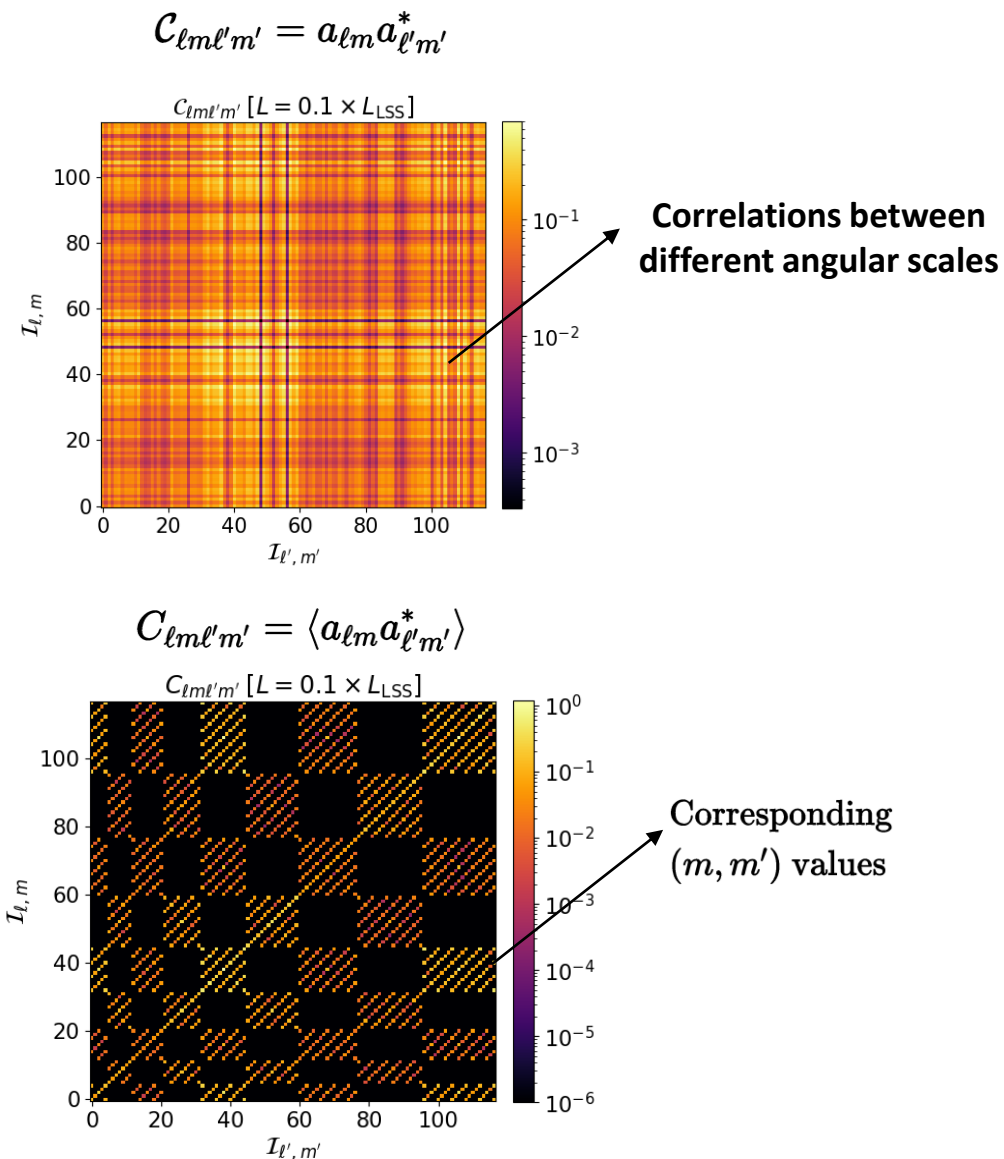 𝒞ℓmℓ′m′ = aℓm a*ℓ′m′
𝒞ℓmℓ′m′ [L = 0.1 × L_LSS]
100
80
60
40
20
0
ℐℓ, m
0 20 40 60 80 100
ℐℓ′, m′
10⁻¹
10⁻²
10⁻³
Correlations between
different angular scales
Cℓmℓ′m′ = ⟨aℓm a*ℓ′m′⟩
Cℓmℓ′m′ [L = 0.1 × L_LSS]
100
80
60
40
20
0
ℐℓ, m
0 20 40 60 80 100
ℐℓ′, m′
10⁰
10⁻¹
10⁻²
10⁻³
10⁻⁴
10⁻⁵
10⁻⁶
Corresponding
(m, m′) values